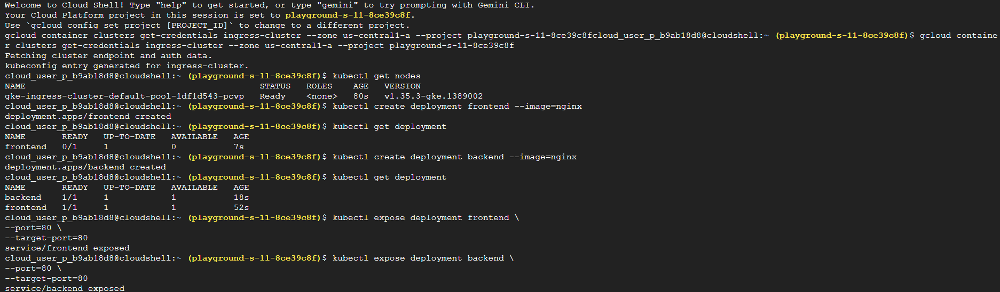 Welcome to Cloud Shell! Type "help" to get started, or type "gemini" to try prompting with Gemini CLI.
Your Cloud Platform project in this session is set to playground-s-11-8ce39c8f.
Use `gcloud config set project [PROJECT_ID]` to change to a different project.
gcloud container clusters get-credentials ingress-cluster --zone us-central1-a --project playground-s-11-8ce39c8fcloud_user_p_b9ab18d8@cloudshell:~ (playground-s-11-8ce39c8f)$ gcloud containe
r clusters get-credentials ingress-cluster --zone us-central1-a --project playground-s-11-8ce39c8f
Fetching cluster endpoint and auth data.
kubeconfig entry generated for ingress-cluster.
cloud_user_p_b9ab18d8@cloudshell:~ (playground-s-11-8ce39c8f)$ kubectl get nodes
NAME                                             STATUS   ROLES    AGE   VERSION
gke-ingress-cluster-default-pool-1df1d543-pcvp   Ready    <none>   80s   v1.35.3-gke.1389002
cloud_user_p_b9ab18d8@cloudshell:~ (playground-s-11-8ce39c8f)$ kubectl create deployment frontend --image=nginx
deployment.apps/frontend created
cloud_user_p_b9ab18d8@cloudshell:~ (playground-s-11-8ce39c8f)$ kubectl get deployment
NAME       READY   UP-TO-DATE   AVAILABLE   AGE
frontend   0/1     1            0           7s
cloud_user_p_b9ab18d8@cloudshell:~ (playground-s-11-8ce39c8f)$ kubectl create deployment backend --image=nginx
deployment.apps/backend created
cloud_user_p_b9ab18d8@cloudshell:~ (playground-s-11-8ce39c8f)$ kubectl get deployment
NAME       READY   UP-TO-DATE   AVAILABLE   AGE
backend    1/1     1            1           18s
frontend   1/1     1            1           52s
cloud_user_p_b9ab18d8@cloudshell:~ (playground-s-11-8ce39c8f)$ kubectl expose deployment frontend \
--port=80 \
--target-port=80
service/frontend exposed
cloud_user_p_b9ab18d8@cloudshell:~ (playground-s-11-8ce39c8f)$ kubectl expose deployment backend \
--port=80 \
--target-port=80
service/backend exposed